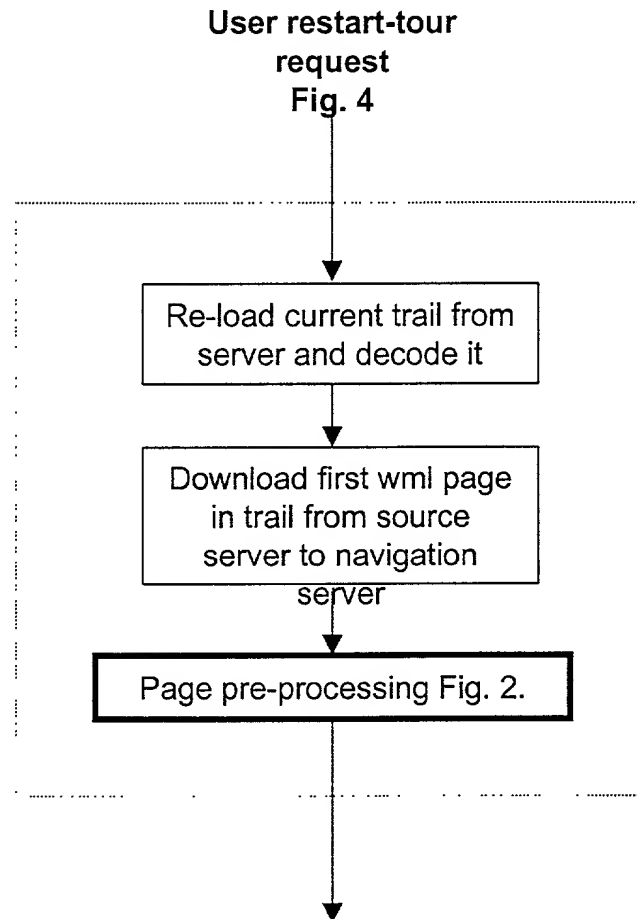 User restart-tour
request
Fig. 4
Re-load current trail from
server and decode it
Download first wml page
in trail from source
server to navigation
server
Page pre-processing Fig. 2.